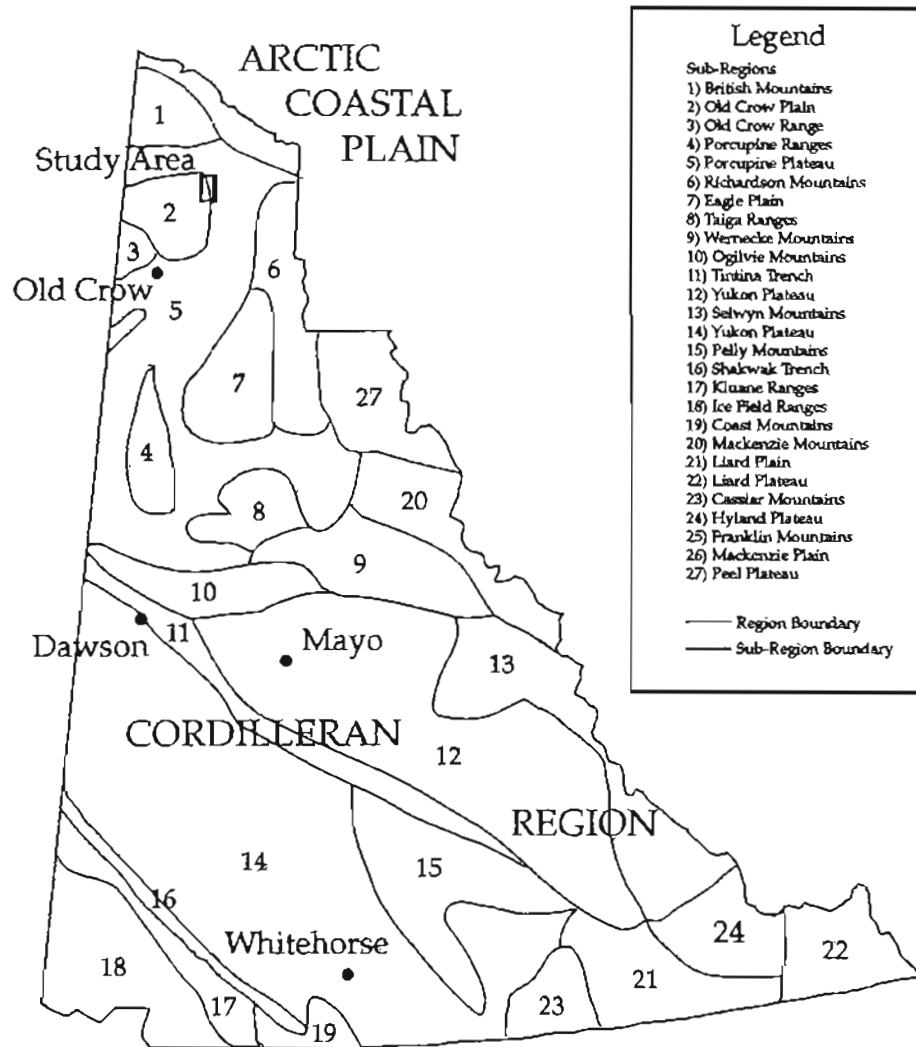 ARCTIC
COASTAL
PLAIN
1
Study Area
2
3
Old Crow
5
6
7
27
4
8
20
9
10
11
Dawson
Mayo
13
CORDILLERAN
12
REGION
14
15
16
Whitehorse
24
22
18
21
17
23
19
Legend
Sub-Regions
1) British Mountains
2) Old Crow Plain
3) Old Crow Range
4) Porcupine Ranges
5) Porcupine Plateau
6) Richardson Mountains
7) Eagle Plain
8) Taiga Ranges
9) Wernecke Mountains
10) Ogilvie Mountains
11) Tintina Trench
12) Yukon Plateau
13) Selwyn Mountains
14) Yukon Plateau
15) Pelly Mountains
16) Shakwak Trench
17) Kluane Ranges
18) Ice Field Ranges
19) Coast Mountains
20) Mackenzie Mountains
21) Liard Plain
22) Liard Plateau
23) Cassiar Mountains
24) Hyland Plateau
25) Franklin Mountains
26) Mackenzie Plain
27) Peel Plateau
Region Boundary
Sub-Region Boundary